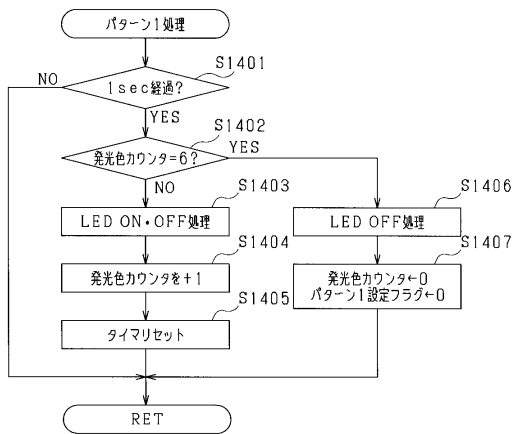 パターン1処理
S1401
NO
1sec経過?
YES
S1402
発光色カウンタ=6?
YES
NO
S1403
S1406
LED ON・OFF処理
LED OFF処理
S1404
S1407
発光色カウンタを+1
発光色カウンタ←0
パターン1設定フラグ←0
S1405
タイマリセット
RET